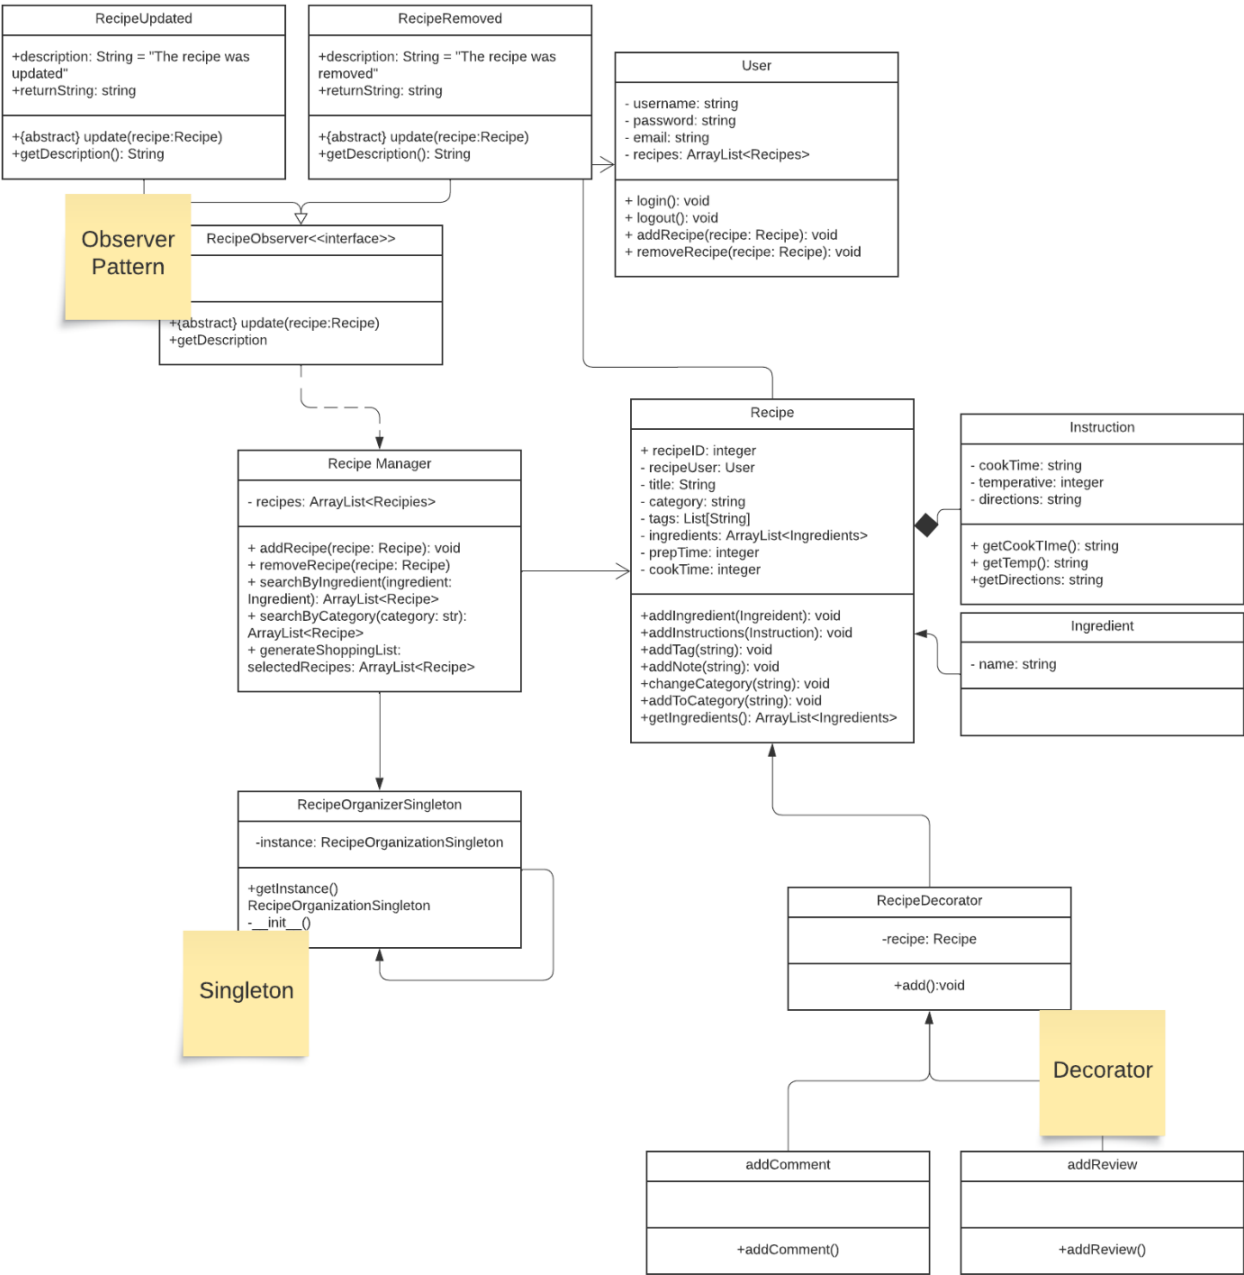 RecipeUpdated
+description: String = "The recipe was
updated"
+returnString: string
+{abstract} update(recipe:Recipe)
+getDescription(): String
RecipeRemoved
+description: String = "The recipe was
removed"
+returnString: string
+{abstract} update(recipe:Recipe)
+getDescription(): String
User
- username: string
- password: string
- email: string
- recipes: ArrayList<Recipes>
+ login(): void
+ logout(): void
+ addRecipe(recipe: Recipe): void
+ removeRecipe(recipe: Recipe): void
Observer
Pattern
RecipeObserver<<interface>>
+{abstract} update(recipe:Recipe)
+getDescription
Recipe Manager
- recipes: ArrayList<Recipies>
+ addRecipe(recipe: Recipe): void
+ removeRecipe(recipe: Recipe)
+ searchByIngredient(ingredient:
Ingredient): ArrayList<Recipe>
+ searchByCategory(category: str):
ArrayList<Recipe>
+ generateShoppingList:
selectedRecipes: ArrayList<Recipe>
Recipe
+ recipeID: integer
- recipeUser: User
- title: String
- category: string
- tags: List[String]
- ingredients: ArrayList<Ingredients>
- prepTime: integer
- cookTime: integer
+addIngredient(Ingreident): void
+addInstructions(Instruction): void
+addTag(string): void
+addNote(string): void
+changeCategory(string): void
+addToCategory(string): void
+getIngredients(): ArrayList<Ingredients>
Instruction
- cookTime: string
- temperative: integer
- directions: string
+ getCookTIme(): string
+ getTemp(): string
+getDirections: string
Ingredient
- name: string
RecipeOrganizerSingleton
-instance: RecipeOrganizationSingleton
+getInstance()
RecipeOrganizationSingleton
-__init__()
Singleton
RecipeDecorator
-recipe: Recipe
+add():void
Decorator
addComment
+addComment()
addReview
+addReview()